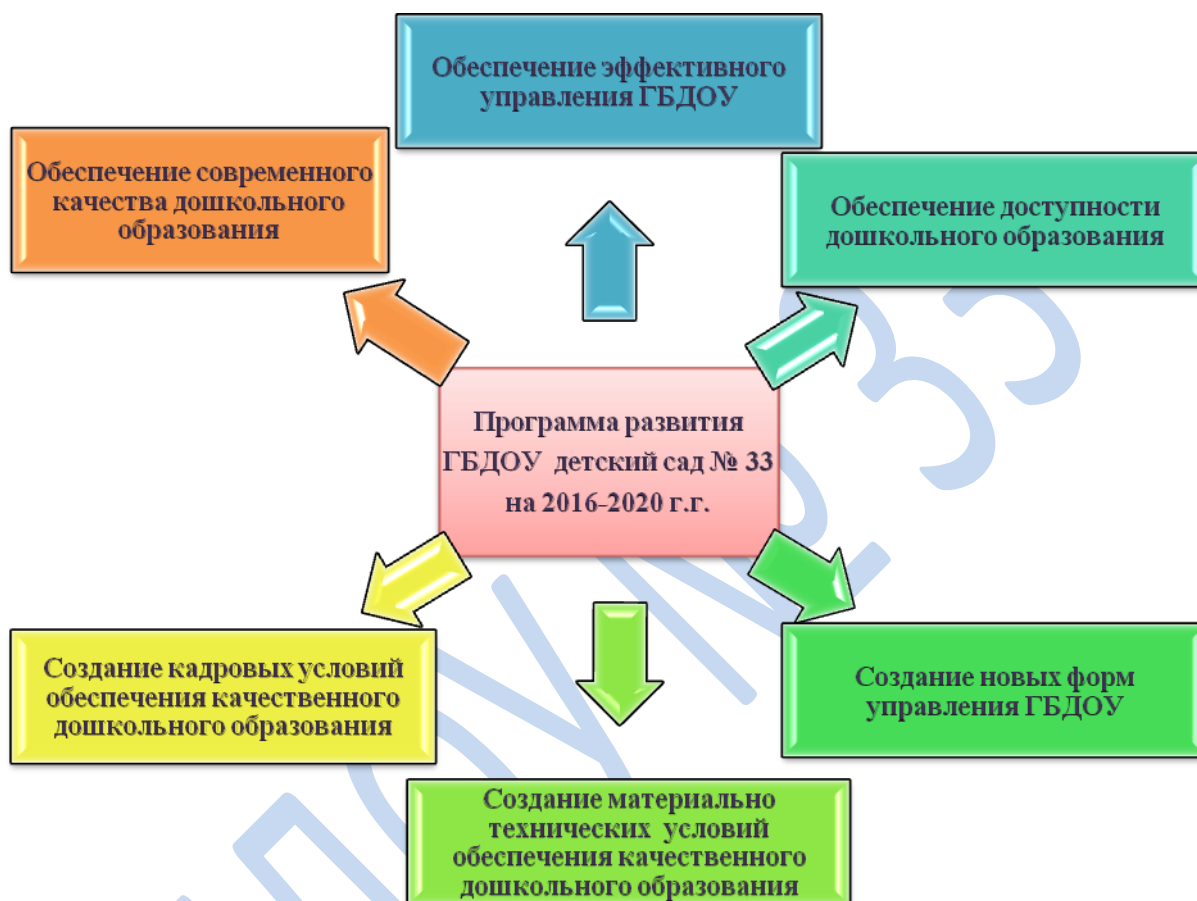 Обеспечение эффективного
управления ГБДОУ
Обеспечение современного
качества дошкольного
образования
Обеспечение доступности
дошкольного образования
Программа развития
ГБДОУ детский сад № 33
на 2016-2020 г.г.
Создание кадровых условий
обеспечения качественного
дошкольного образования
Создание новых форм
управления ГБДОУ
Создание материально
технических условий
обеспечения качественного
дошкольного образования